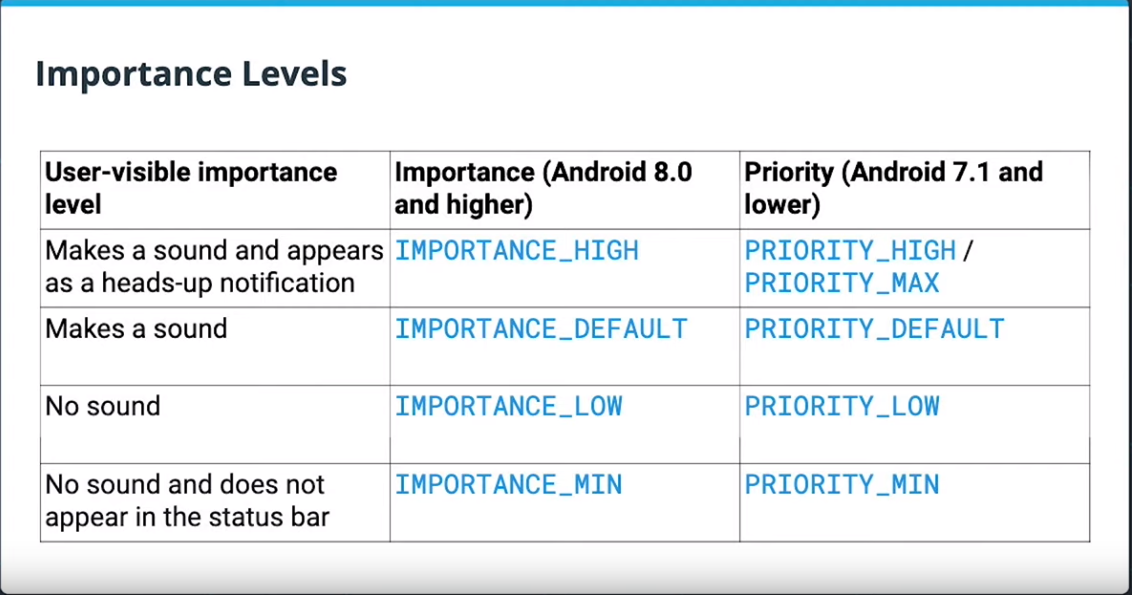 Importance Levels
User-visible importance
level
Importance (Android 8.0
and higher)
Priority (Android 7.1 and
lower)
Makes a sound and appears
as a heads-up notification
IMPORTANCE_HIGH
PRIORITY_HIGH /
PRIORITY_MAX
Makes a sound
IMPORTANCE_DEFAULT
PRIORITY_DEFAULT
No sound
IMPORTANCE_LOW
PRIORITY_LOW
No sound and does not
appear in the status bar
IMPORTANCE_MIN
PRIORITY_MIN